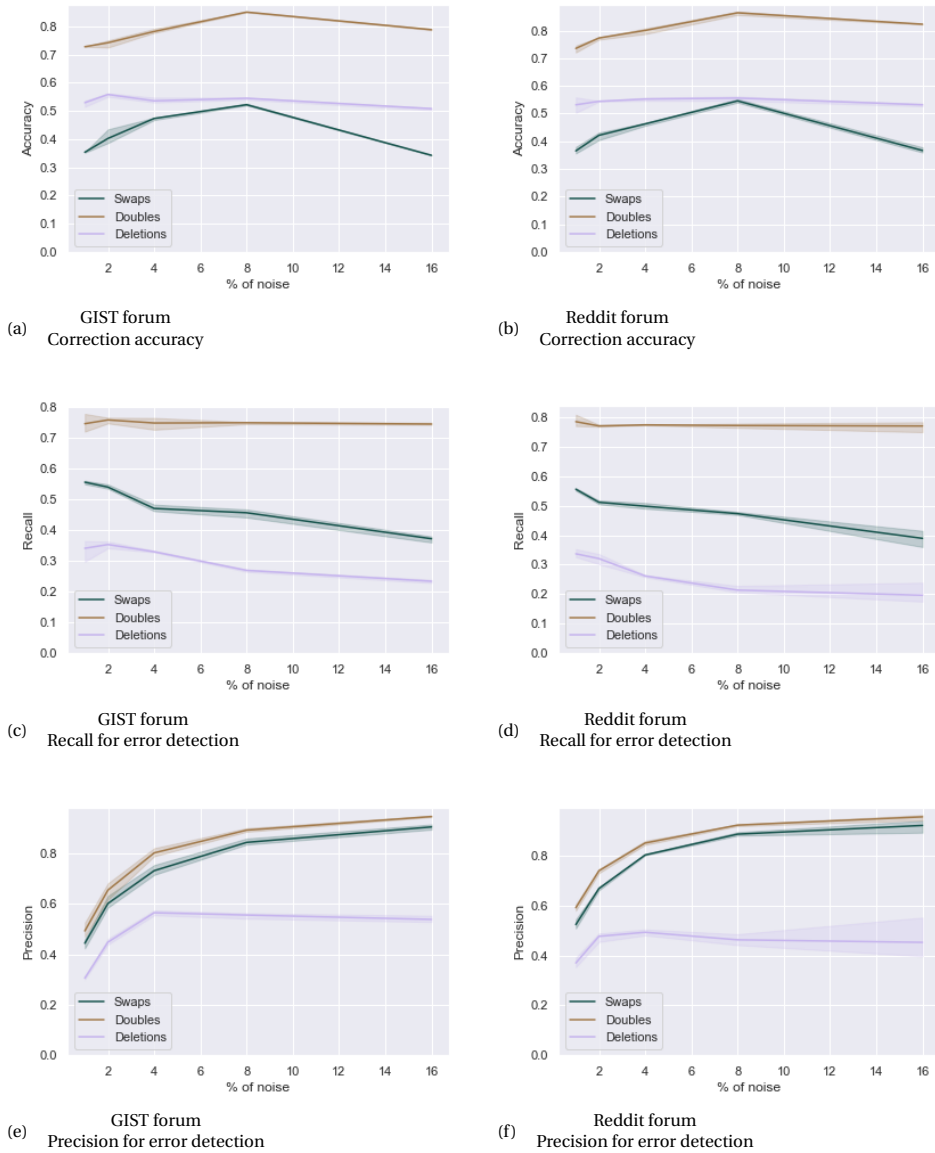 0.8
0.7
0.6
0.5
0.4
0.3
0.2
0.1
0.0
Accuracy
Swaps
Doubles
Deletions
2 4 6 8 10 12 14 16
% of noise
(a) GIST forum
Correction accuracy
0.8
0.7
0.6
0.5
0.4
0.3
0.2
0.1
0.0
Accuracy
Swaps
Doubles
Deletions
2 4 6 8 10 12 14 16
% of noise
(b) Reddit forum
Correction accuracy
0.8
0.7
0.6
0.5
0.4
0.3
0.2
0.1
0.0
Recall
Swaps
Doubles
Deletions
2 4 6 8 10 12 14 16
% of noise
(c) GIST forum
Recall for error detection
0.8
0.7
0.6
0.5
0.4
0.3
0.2
0.1
0.0
Recall
Swaps
Doubles
Deletions
2 4 6 8 10 12 14 16
% of noise
(d) Reddit forum
Recall for error detection
0.8
0.6
0.4
0.2
0.0
Precision
Swaps
Doubles
Deletions
2 4 6 8 10 12 14 16
% of noise
(e) GIST forum
Precision for error detection
0.8
0.6
0.4
0.2
0.0
Precision
Swaps
Doubles
Deletions
2 4 6 8 10 12 14 16
% of noise
(f) Reddit forum
Precision for error detection